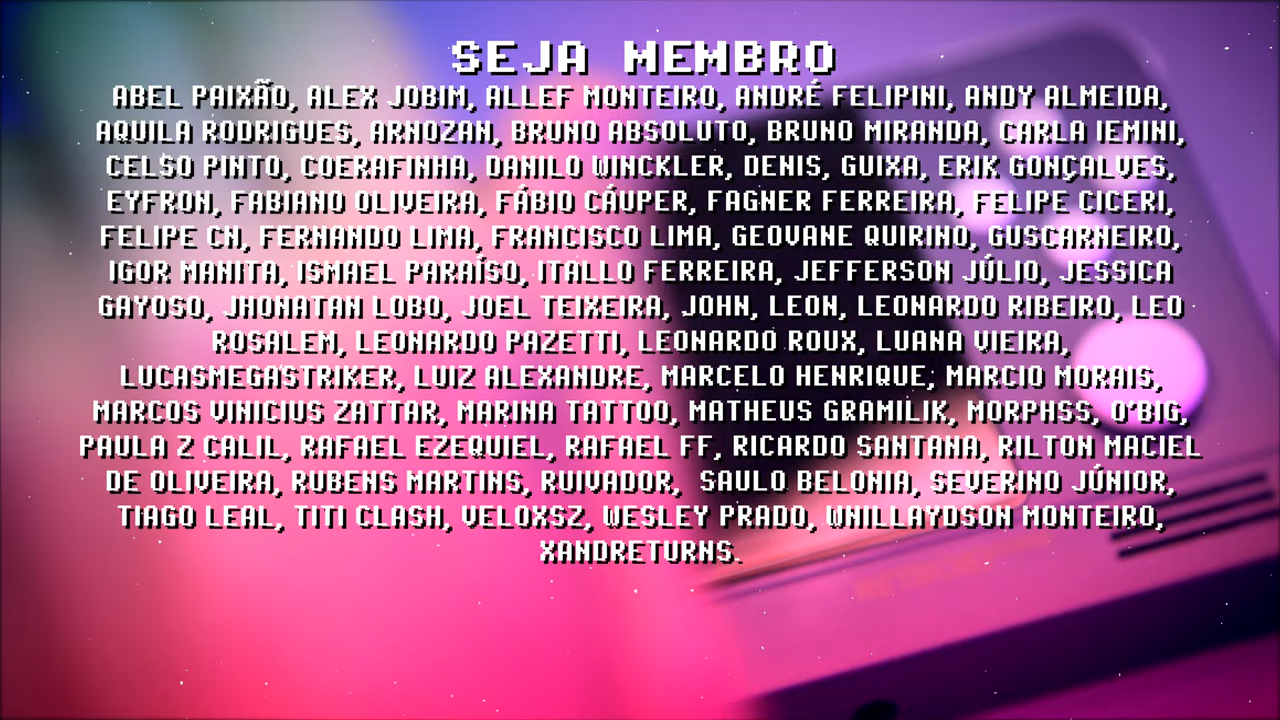 SEJA MEMBRO
ABEL PAIXÃO, ALEX JOBIM, ALLEF MONTEIRO, ANDRÉ FELIPINI, ANDY ALMEIDA,
AQUILA RODRIGUES, ARNOZAN, BRUNO ABSOLUTO, BRUNO MIRANDA, CARLA IEMINI,
CELSO PINTO, COERAFINHA, DANILO WINCKLER, DENIS, GUIXA, ERIK GONÇALVES,
EYFRON, FABIANO OLIVEIRA, FÁBIO CÁUPER, FAGNER FERREIRA, FELIPE CICERI,
FELIPE CN, FERNANDO LIMA, FRANCISCO LIMA, GEOVANE QUIRINO, GUSCARNEIRO,
IGOR MANITA, ISMAEL PARAÍSO, ITALLO FERREIRA, JEFFERSON JÚLIO, JESSICA
GAYOSO, JHONATAN LOBO, JOEL TEIXEIRA, JOHN, LEON, LEONARDO RIBEIRO, LEO
ROSALEM, LEONARDO PAZETTI, LEONARDO ROUX, LUANA VIEIRA,
LUCASMEGASTRIKER, LUIZ ALEXANDRE, MARCELO HENRIQUE, MARCIO MORAIS,
MARCOS VINICIUS ZATTAR, MARINA TATTOO, MATHEUS GRAMILIK, MORPHSS, O'BIG,
PAULA Z CALIL, RAFAEL EZEQUIEL, RAFAEL FF, RICARDO SANTANA, RILTON MACIEL
DE OLIVEIRA, RUBENS MARTINS, RUIVADOR, SAULO BELONIA, SEVERINO JÚNIOR,
TIAGO LEAL, TITI CLASH, VELOXSZ, WESLEY PRADO, WNILLAYDSON MONTEIRO,
XANDRETURNS.